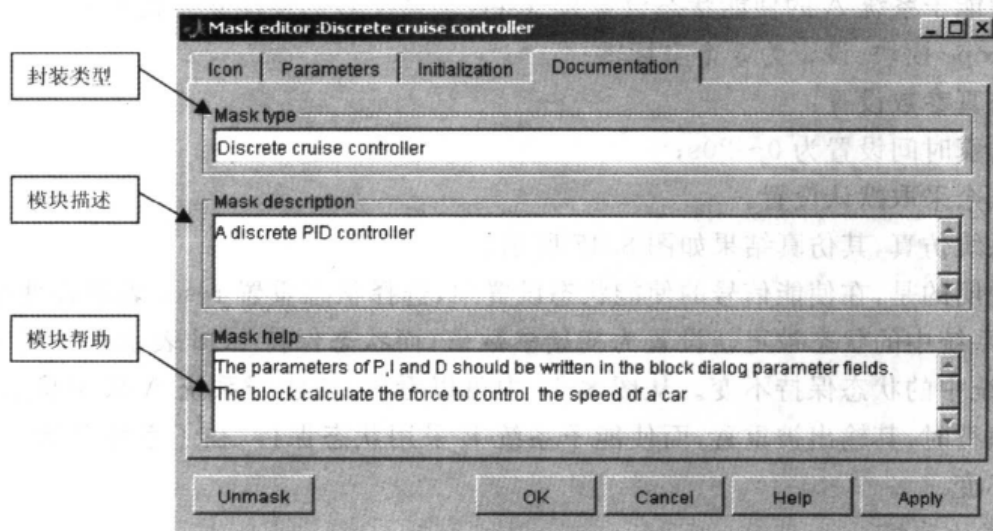 Mask editor :Discrete cruise controller
Icon Parameters Initialization Documentation
封装类型
Mask type
Discrete cruise controller
模块描述
Mask description
A discrete PID controller
模块帮助
Mask help
The parameters of P,I and D should be written in the block dialog parameter fields.
The block calculate the force to control the speed of a car
Unmask OK Cancel Help Apply